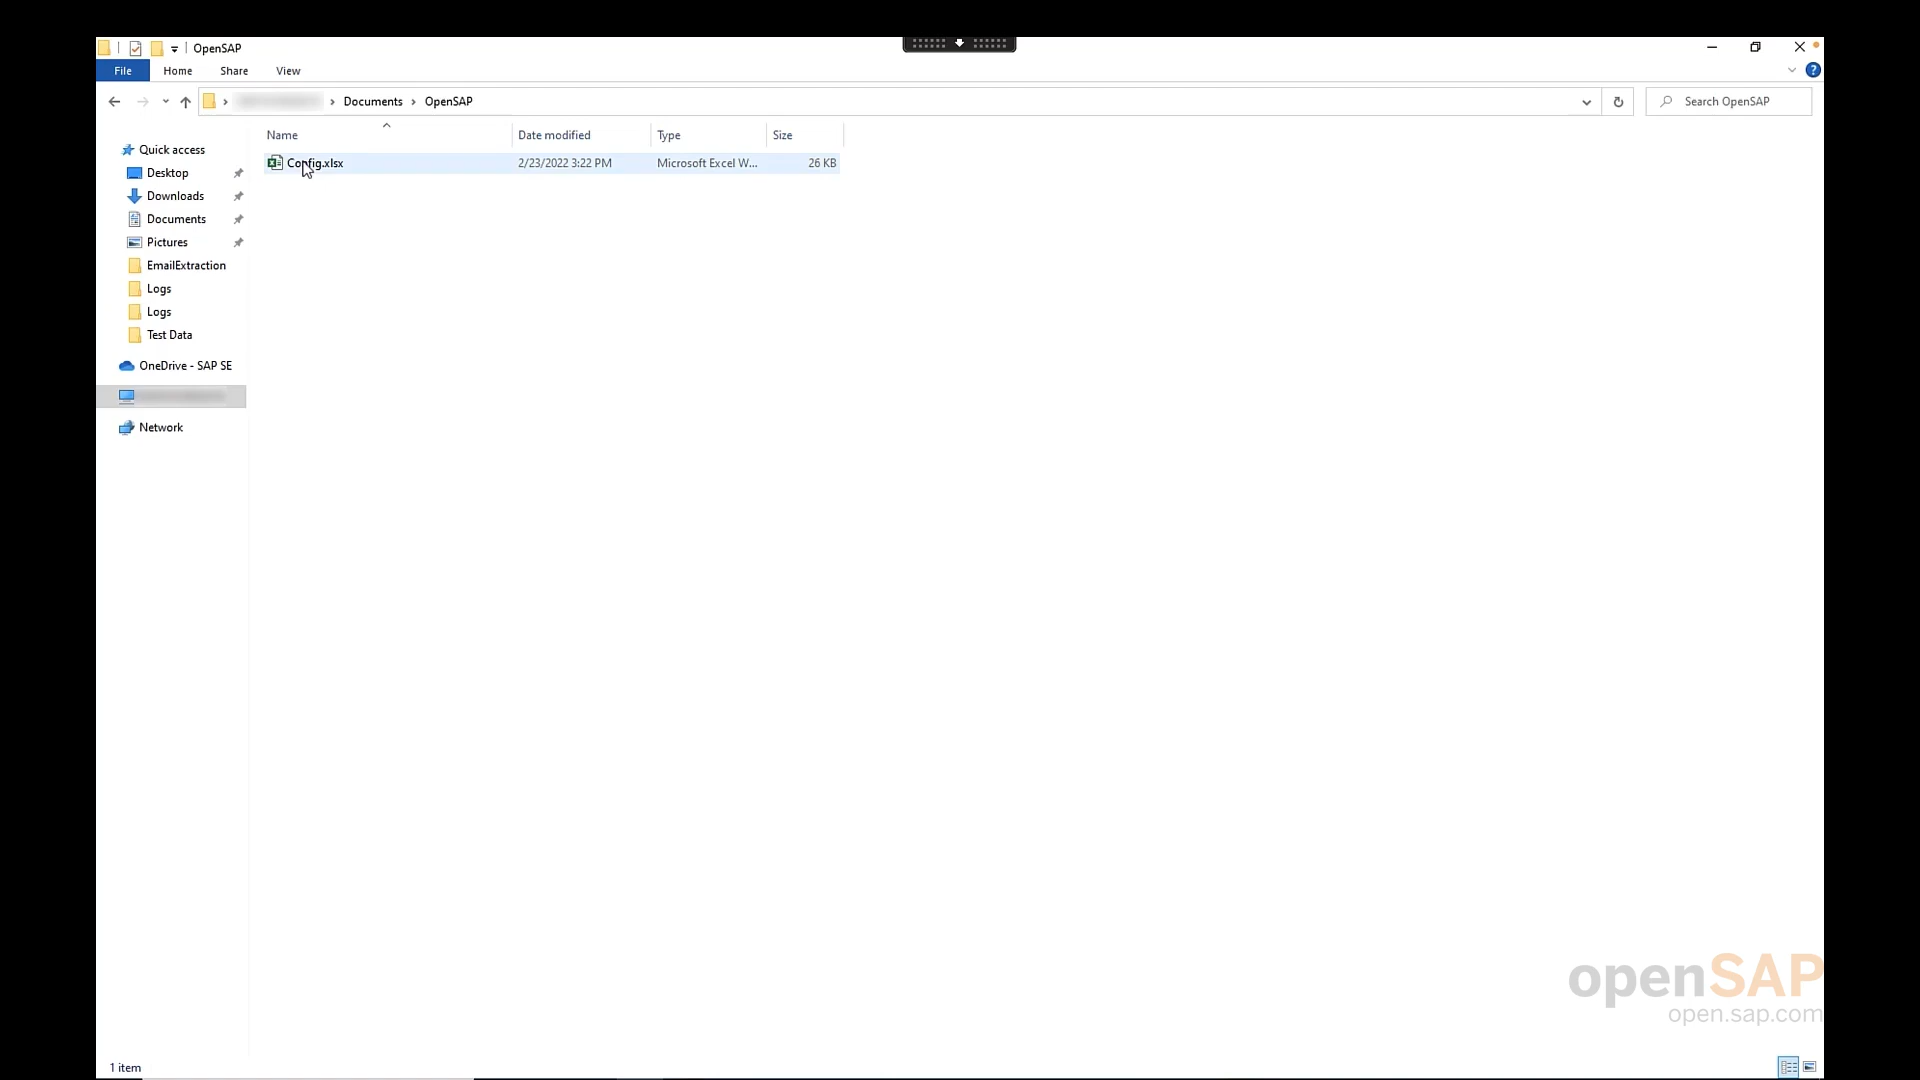 OpenSAP
File Home Share View
Documents OpenSAP Search OpenSAP
Name Date modified Type Size
Config.xlsx 2/23/2022 3:22 PM Microsoft Excel W... 26 KB
Quick access
Desktop
Downloads
Documents
Pictures
EmailExtraction
Logs
Logs
Test Data
OneDrive - SAP SE
Network
openSAP
open.sap.com
1 item